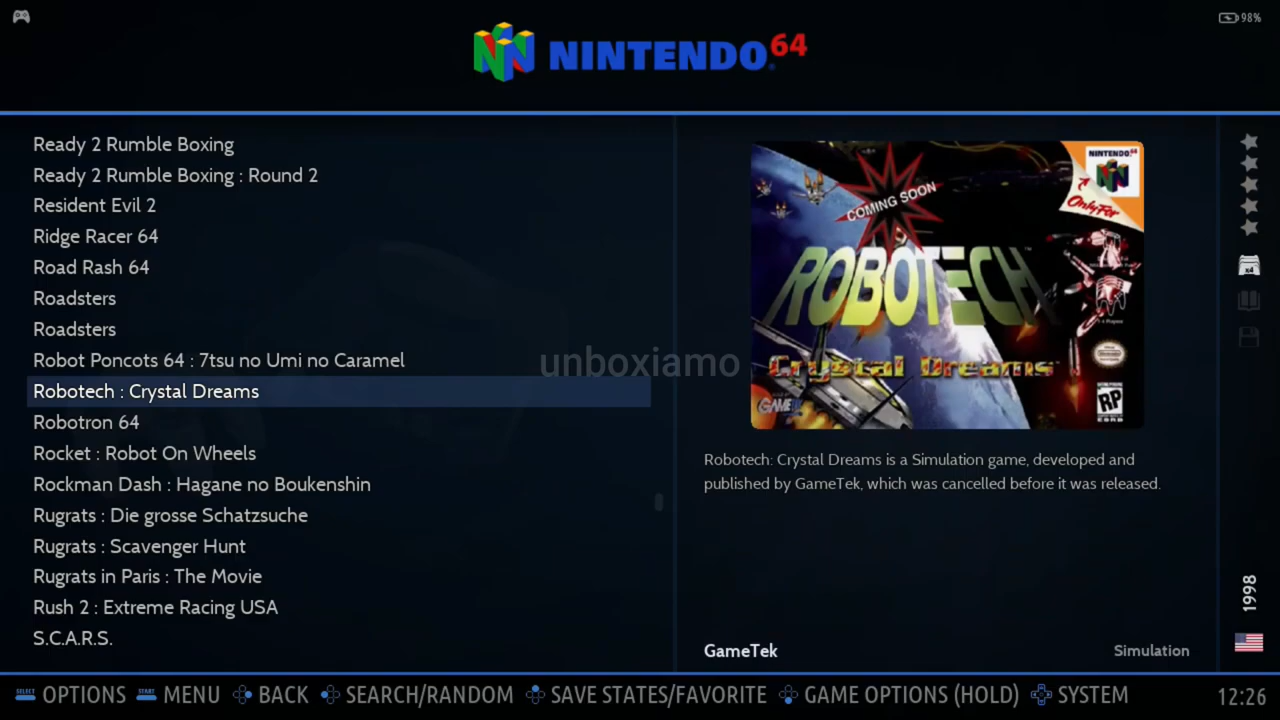 98%
NINTENDO.64
Ready 2 Rumble Boxing
Ready 2 Rumble Boxing : Round 2
Resident Evil 2
Ridge Racer 64
Road Rash 64
Roadsters
Roadsters
Robot Poncots 64 : 7tsu no Umi no Caramel
Robotech : Crystal Dreams
Robotron 64
Rocket : Robot On Wheels
Rockman Dash : Hagane no Boukenshin
Rugrats : Die grosse Schatzsuche
Rugrats : Scavenger Hunt
Rugrats in Paris : The Movie
Rush 2 : Extreme Racing USA
S.C.A.R.S.
unboxiamo
NINTENDO64
Only For
COMING SOON
ROBOTECH
Crystal Dreams
GAMETEK
RP
Robotech: Crystal Dreams is a Simulation game, developed and
published by GameTek, which was cancelled before it was released.
GameTek
Simulation
1998
SELECT OPTIONS START MENU BACK SEARCH/RANDOM SAVE STATES/FAVORITE GAME OPTIONS (HOLD) SYSTEM
12:26